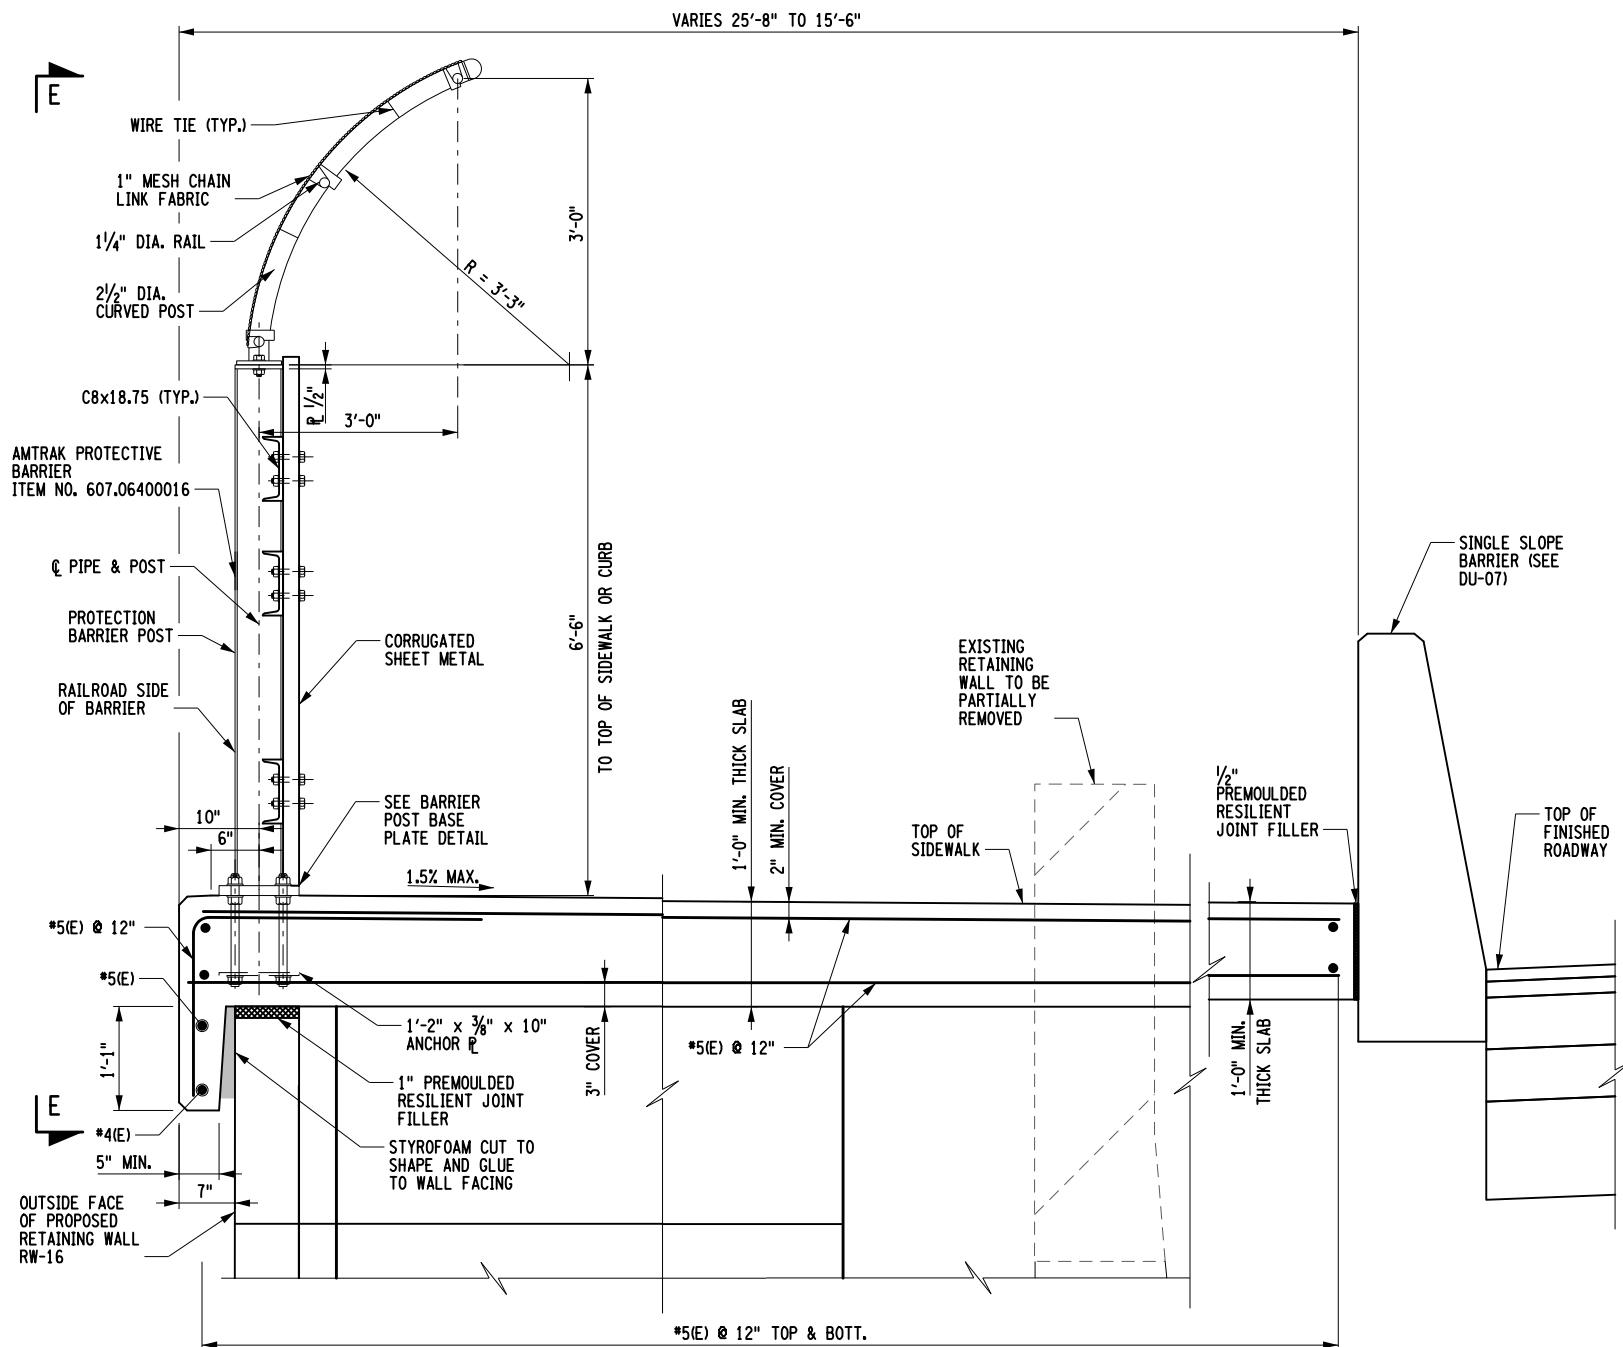 VARIES 25'-8" TO 15'-6"
E
WIRE TIE (TYP.)
1" MESH CHAIN
LINK FABRIC
1¼" DIA. RAIL
2½" DIA.
CURVED POST
R = 3'-3"
3'-0"
C8x18.75 (TYP.)
℄ ½"
3'-0"
AMTRAK PROTECTIVE
BARRIER
ITEM NO. 607.06400016
℄ PIPE & POST
PROTECTION
BARRIER POST
RAILROAD SIDE
OF BARRIER
CORRUGATED
SHEET METAL
6'-6"
TO TOP OF SIDEWALK OR CURB
SINGLE SLOPE
BARRIER (SEE
DU-07)
EXISTING
RETAINING
WALL TO BE
PARTIALLY
REMOVED
1'-0" MIN. THICK SLAB
2" MIN. COVER
½"
PREMOULDED
RESILIENT
JOINT FILLER
TOP OF
FINISHED
ROADWAY
TOP OF
SIDEWALK
SEE BARRIER
POST BASE
PLATE DETAIL
10"
6"
1.5% MAX.
#5(E) @ 12"
#5(E)
1'-1"
#4(E)
E
5" MIN.
7"
OUTSIDE FACE
OF PROPOSED
RETAINING WALL
RW-16
1'-2" x ⅜" x 10"
ANCHOR ℄
1" PREMOULDED
RESILIENT JOINT
FILLER
STYROFOAM CUT TO
SHAPE AND GLUE
TO WALL FACING
3" COVER
#5(E) @ 12"
1'-0" MIN.
THICK SLAB
#5(E) @ 12" TOP & BOTT.